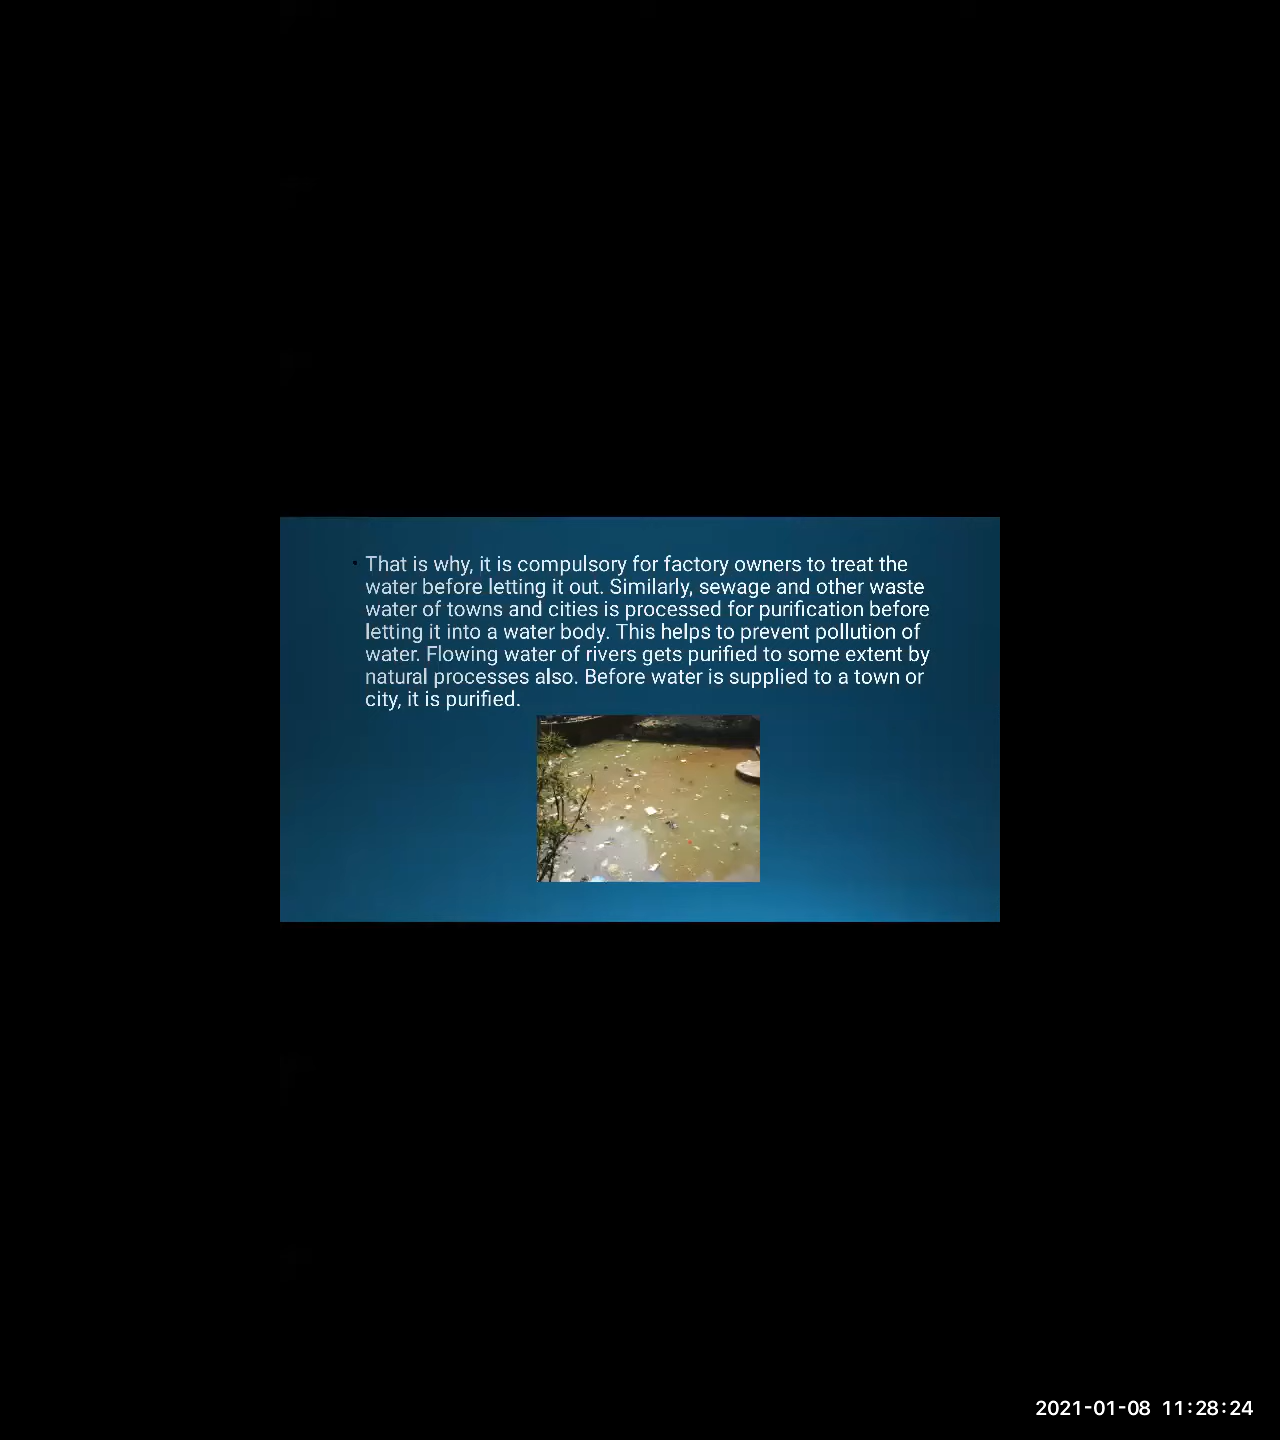 • That is why, it is compulsory for factory owners to treat the
water before letting it out. Similarly, sewage and other waste
water of towns and cities is processed for purification before
letting it into a water body. This helps to prevent pollution of
water. Flowing water of rivers gets purified to some extent by
natural processes also. Before water is supplied to a town or
city, it is purified.
2021-01-08 11:28:24